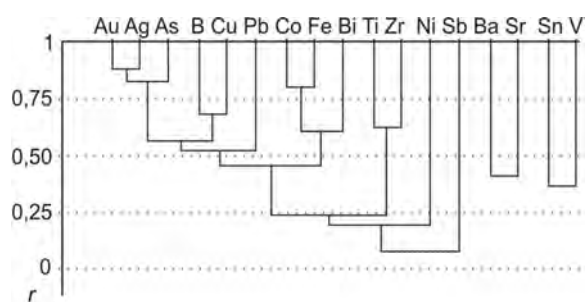 Au Ag As B Cu Pb Co Fe Bi Ti Zr Ni Sb Ba Sr Sn V
1
0,75
0,50
0,25
0
r